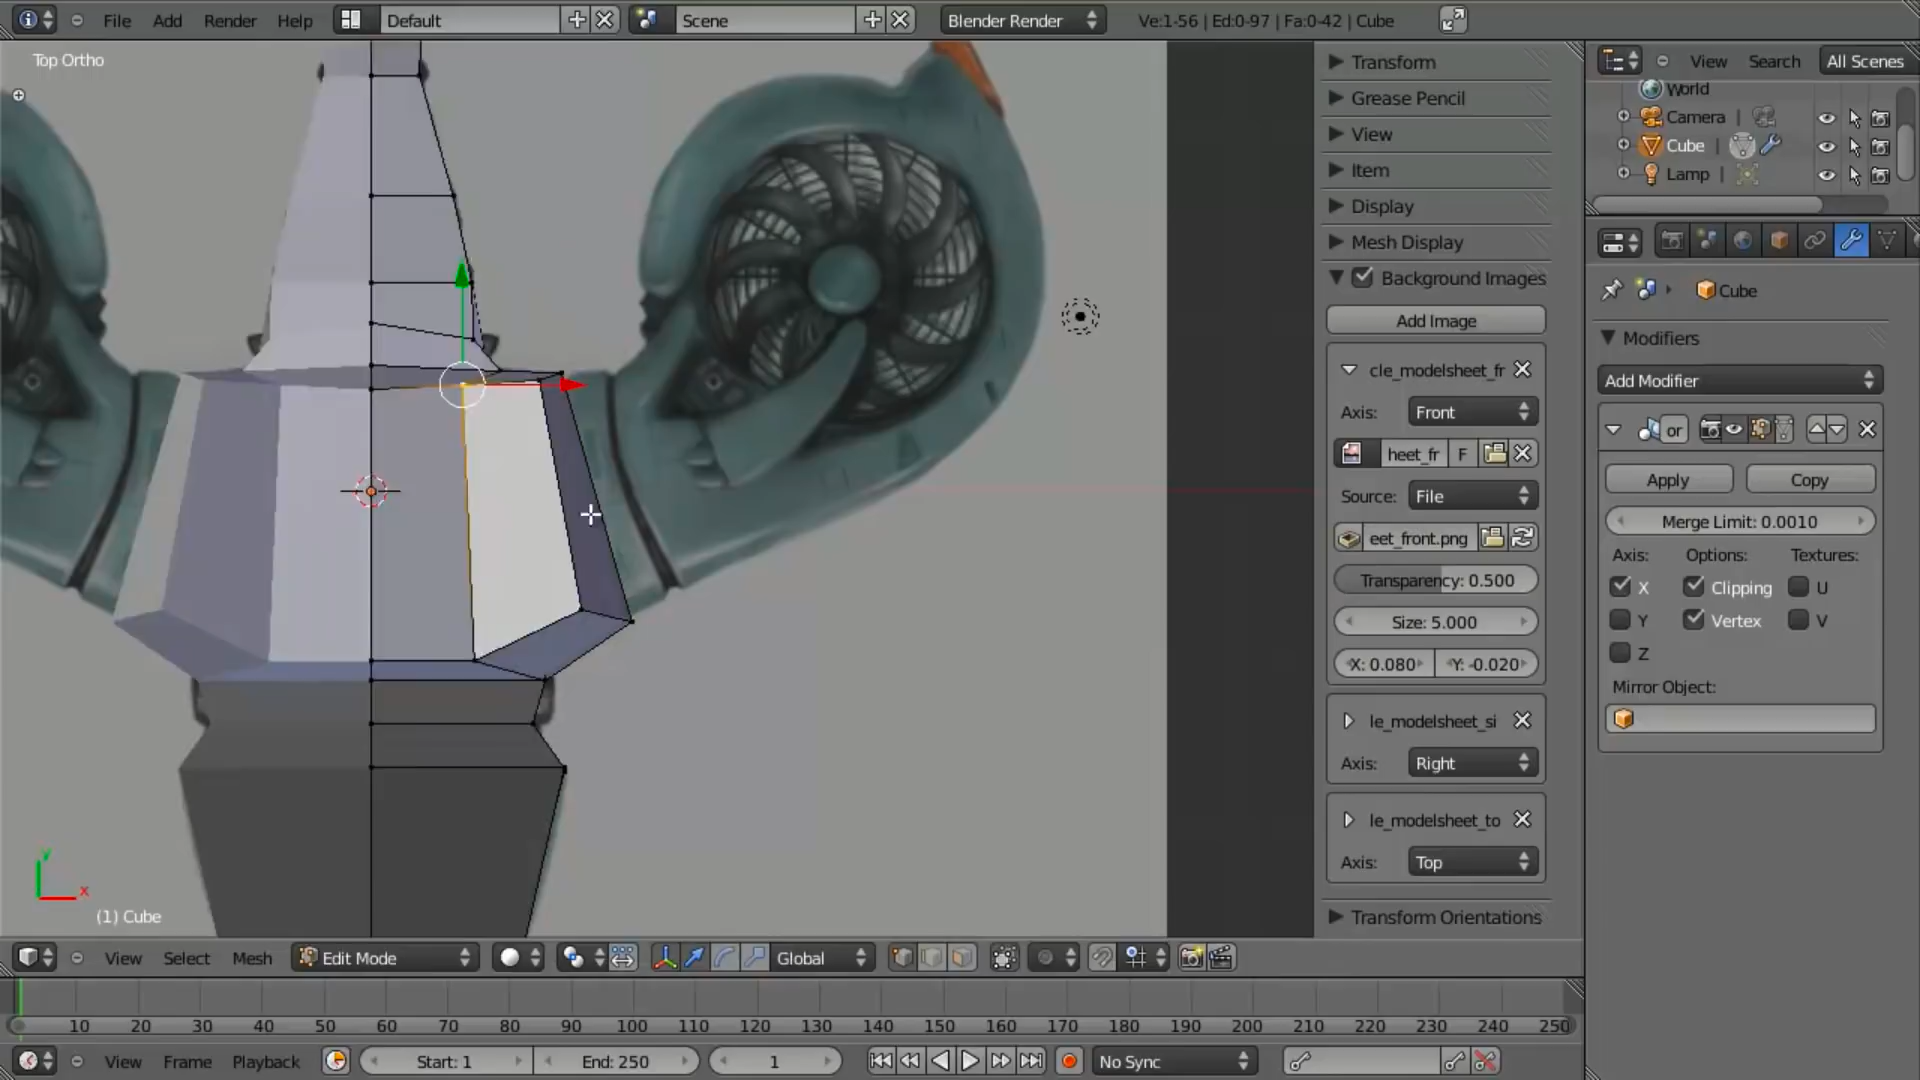 File Add Render Help Default Scene Blender Render Ve:1-56 | Ed:0-97 | Fa:0-42 | Cube
Top Ortho
Transform
Grease Pencil
View
Item
Display
Mesh Display
Background Images
Add Image
cle_modelsheet_fr
Axis: Front
heet_fr F
Source: File
eet_front.png
Transparency: 0.500
Size: 5.000
X: 0.080 Y: -0.020
le_modelsheet_si
Axis: Right
le_modelsheet_to
Axis: Top
Transform Orientations
View Search All Scenes
World
Camera
Cube
Lamp
Cube
Modifiers
Add Modifier
or
Apply Copy
Merge Limit: 0.0010
Axis: Options: Textures:
X Clipping U
Y Vertex V
Z
Mirror Object:
y
x
(1) Cube
View Select Mesh Edit Mode Global
10 20 30 40 50 60 70 80 90 100 110 120 130 140 150 160 170 180 190 200 210 220 230 240 250
View Frame Playback Start: 1 End: 250 1 No Sync